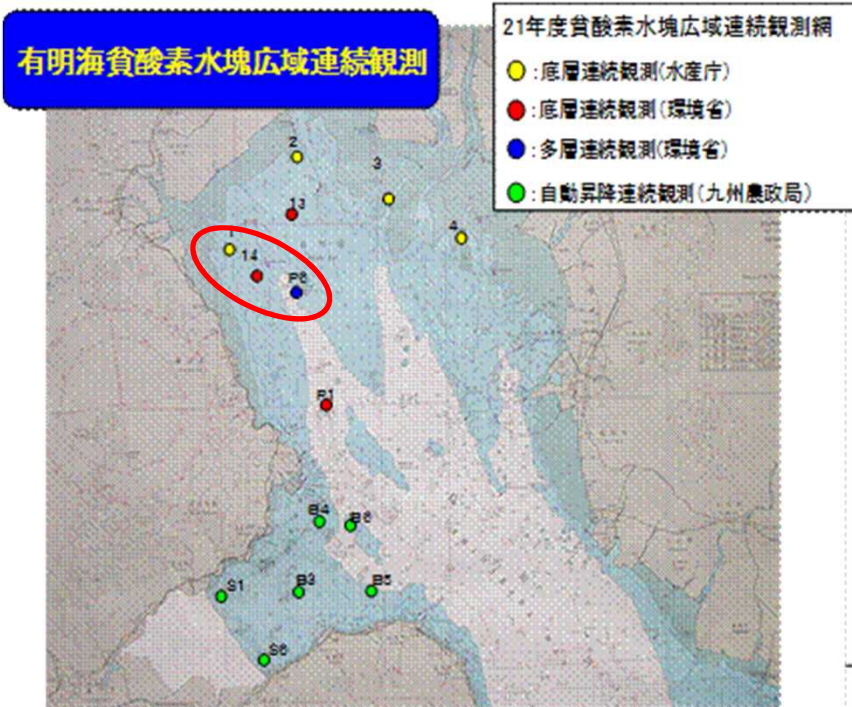 有明海貧酸素水塊広域連続観測
21年度貧酸素水塊広域連続観測網
:底層連続観測(水産庁)
:底層連続観測(環境省)
:多層連続観測(環境省)
:自動昇降連続観測(九州農政局)
2
3
13
4
1
14
P6
P1
B4
B6
S1
B3
B5
S6